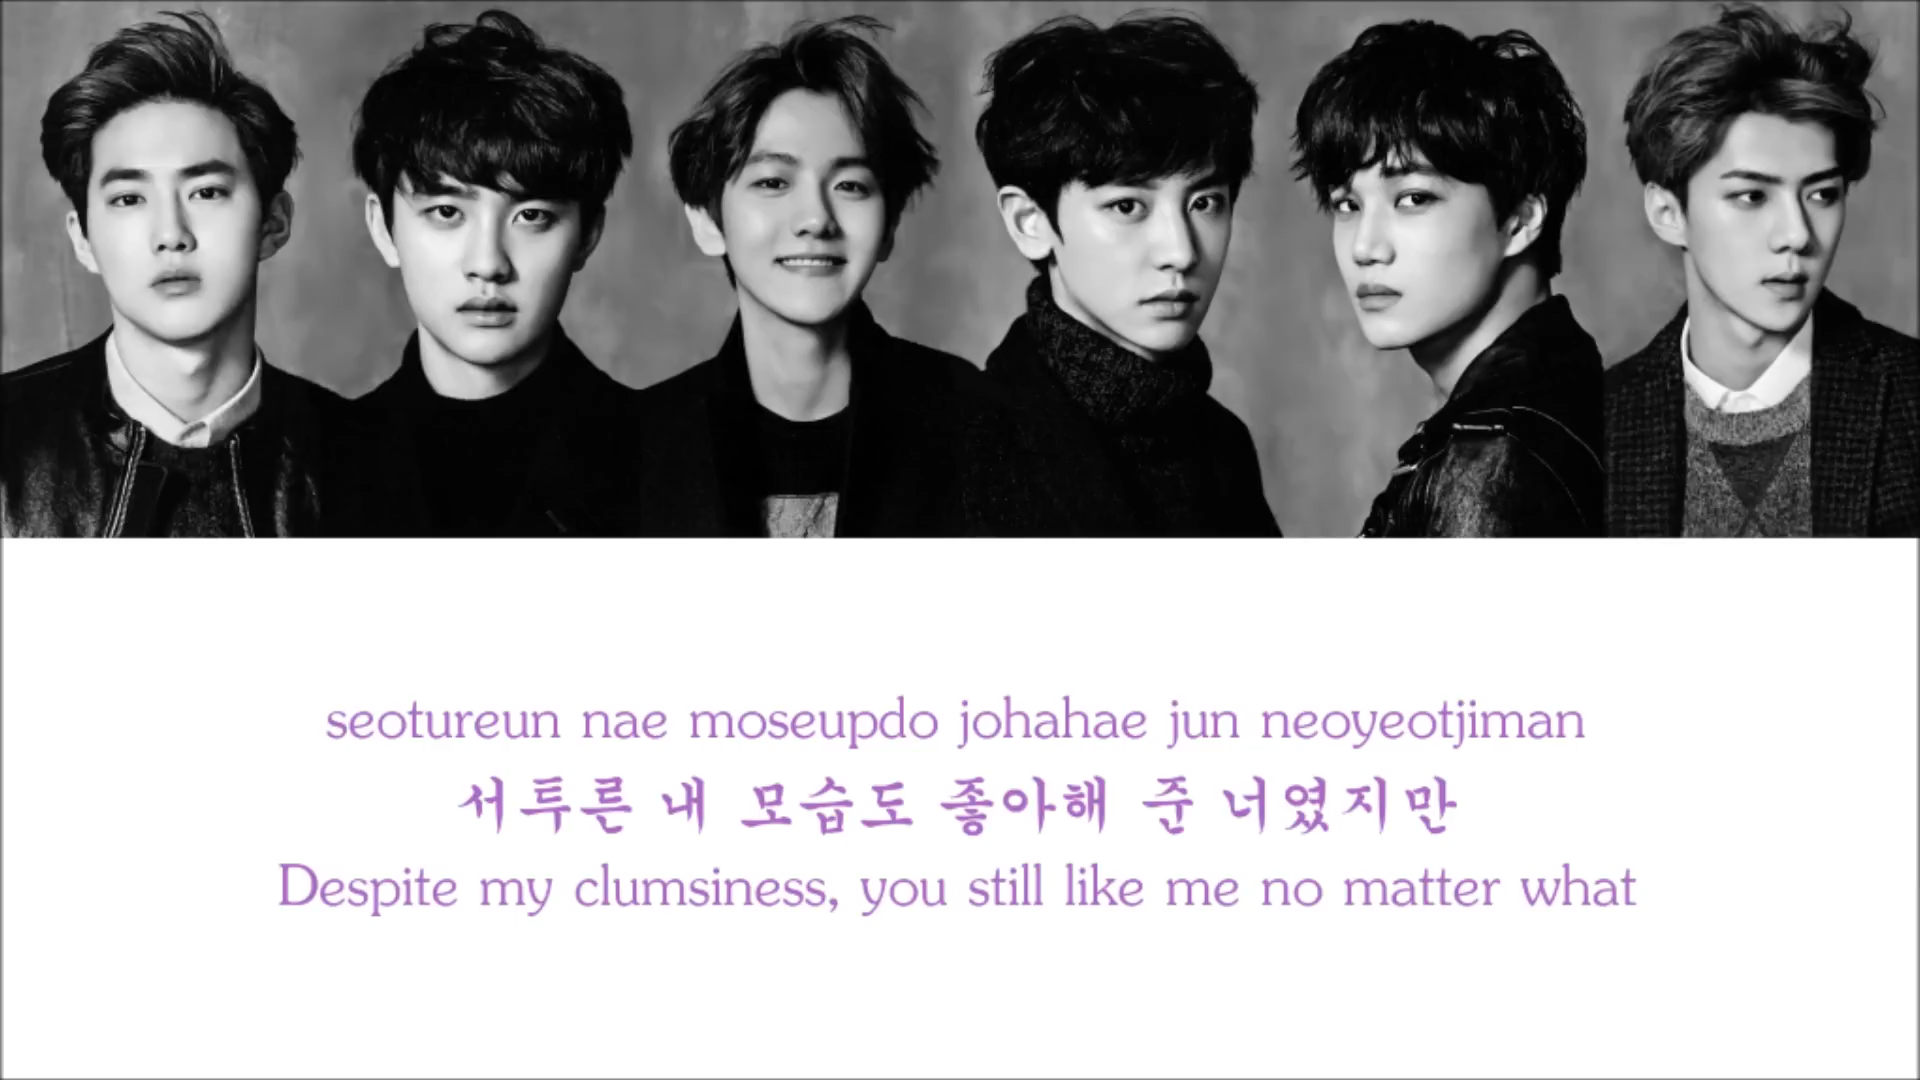 seotureun nae moseupdo johahae jun neoyeotjiman
서투른 내 모습도 좋아해 준 너였지만
Despite my clumsiness, you still like me no matter what